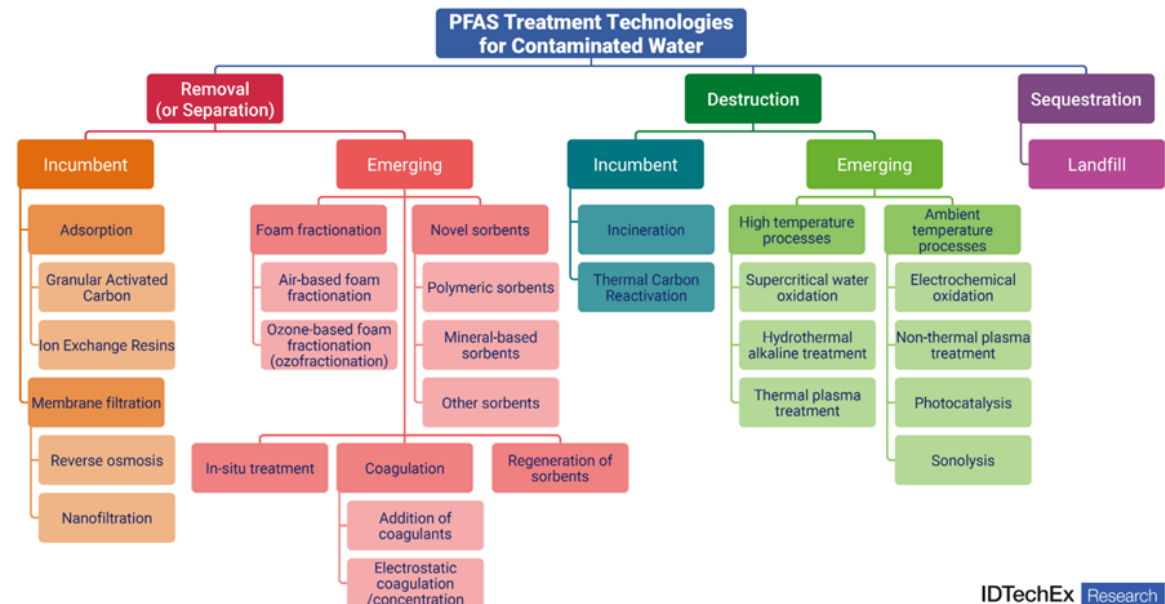 PFAS Treatment Technologies
for Contaminated Water
Removal
(or Separation)
Destruction
Sequestration
Incumbent
Emerging
Incumbent
Emerging
Landfill
Adsorption
Granular Activated
Carbon
Ion Exchange Resins
Membrane filtration
Reverse osmosis
Nanofiltration
Foam fractionation
Air-based foam
fractionation
Ozone-based foam
fractionation
(ozofractionation)
Novel sorbents
Polymeric sorbents
Mineral-based
sorbents
Other sorbents
In-situ treatment
Coagulation
Addition of
coagulants
Electrostatic
coagulation
/concentration
Regeneration of
sorbents
Incineration
Thermal Carbon
Reactivation
High temperature
processes
Supercritical water
oxidation
Hydrothermal
alkaline treatment
Thermal plasma
treatment
Ambient
temperature
processes
Electrochemical
oxidation
Non-thermal plasma
treatment
Photocatalysis
Sonolysis
IDTechEx Research